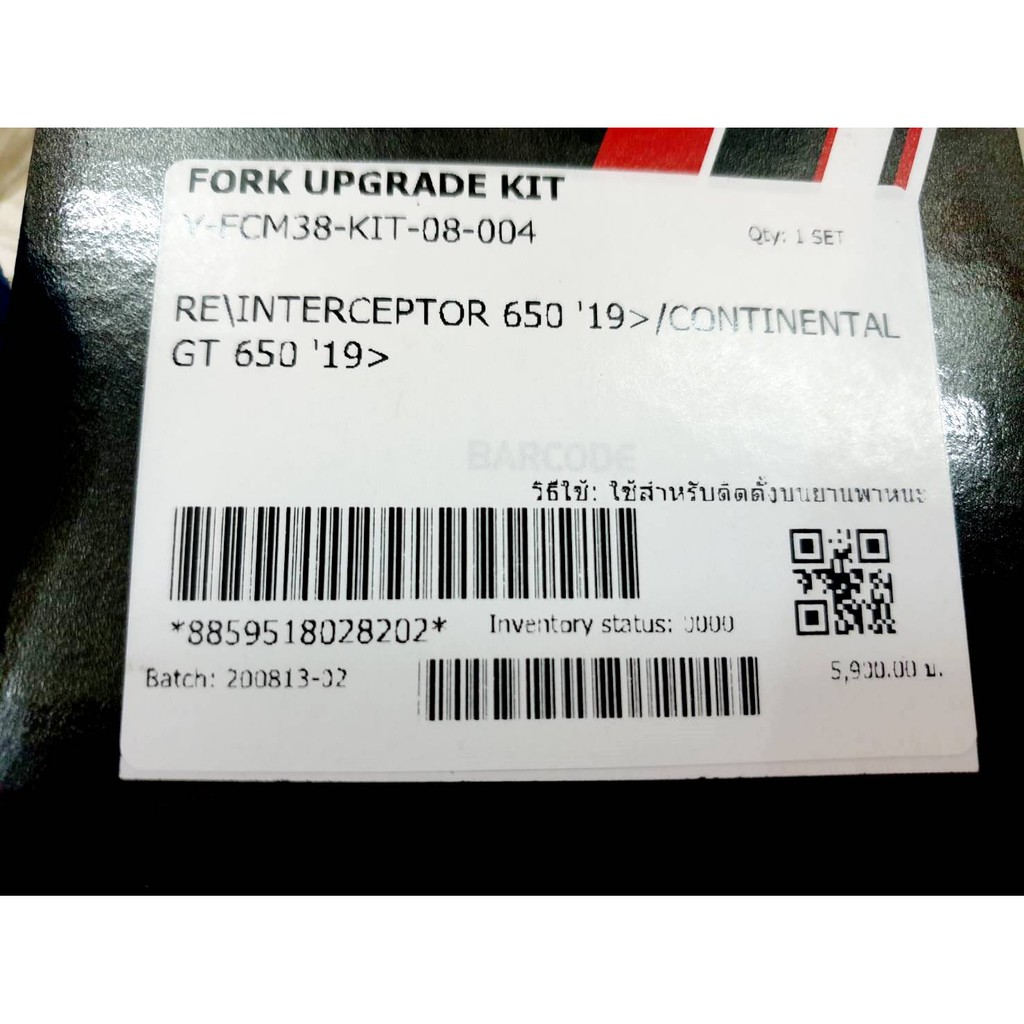 FORK UPGRADE KIT
Y-FCM38-KIT-08-004
Qty: 1 SET
RE\INTERCEPTOR 650 '19>/CONTINENTAL
GT 650 '19>
BARCODE
วิธีใช้: ใช้สำหรับติดตั้งบนยานพาหนะ
*8859518028202*
Inventory status: 0000
Batch: 200813-02
5,900.00 บ.